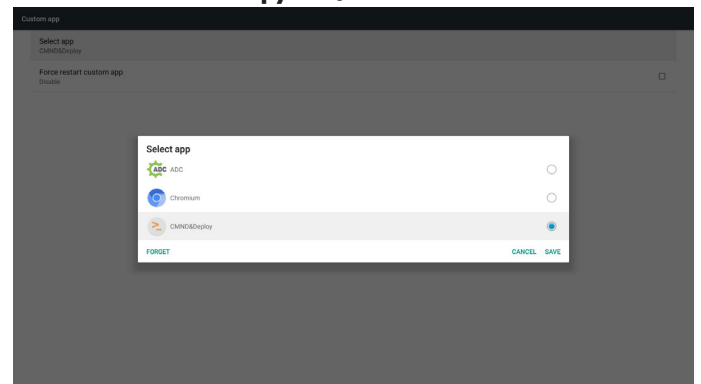 Custom app
Select app
CMND&Deploy
Force restart custom app
Disable
Select app
ADC ADC
Chromium
CMND&Deploy
FORGET CANCEL SAVE